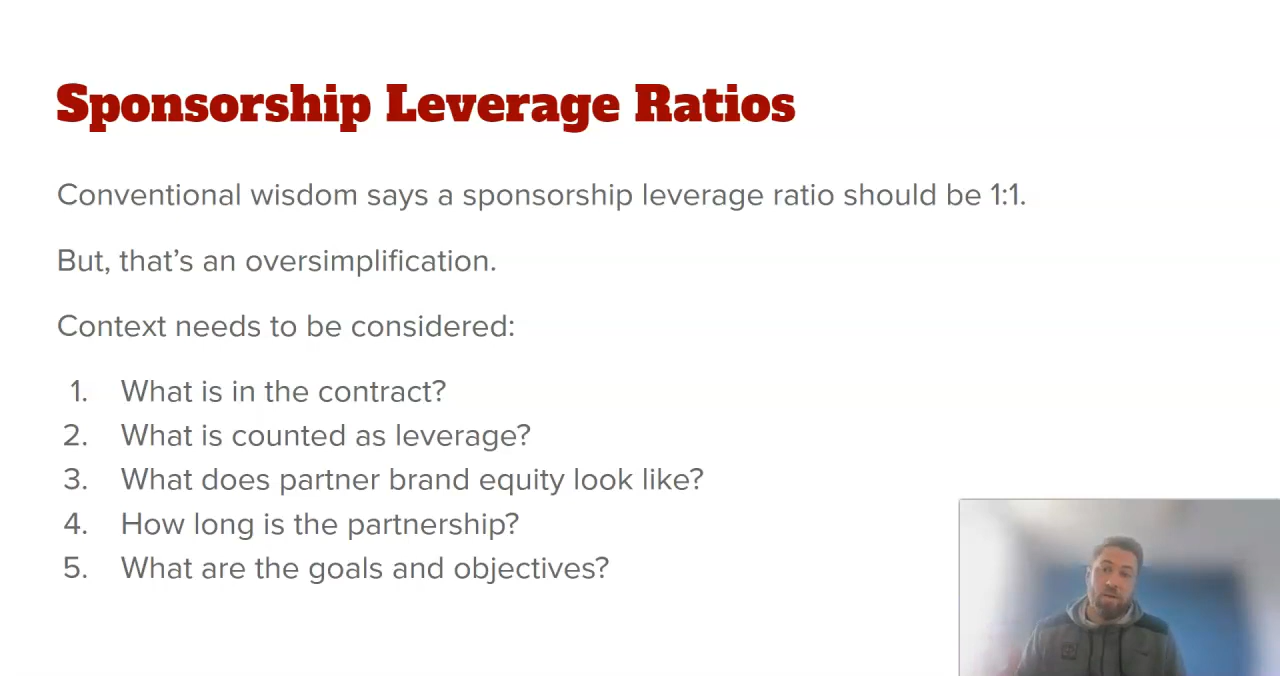 Sponsorship Leverage Ratios
Conventional wisdom says a sponsorship leverage ratio should be 1:1.
But, that’s an oversimplification.
Context needs to be considered:
1. What is in the contract?
2. What is counted as leverage?
3. What does partner brand equity look like?
4. How long is the partnership?
5. What are the goals and objectives?